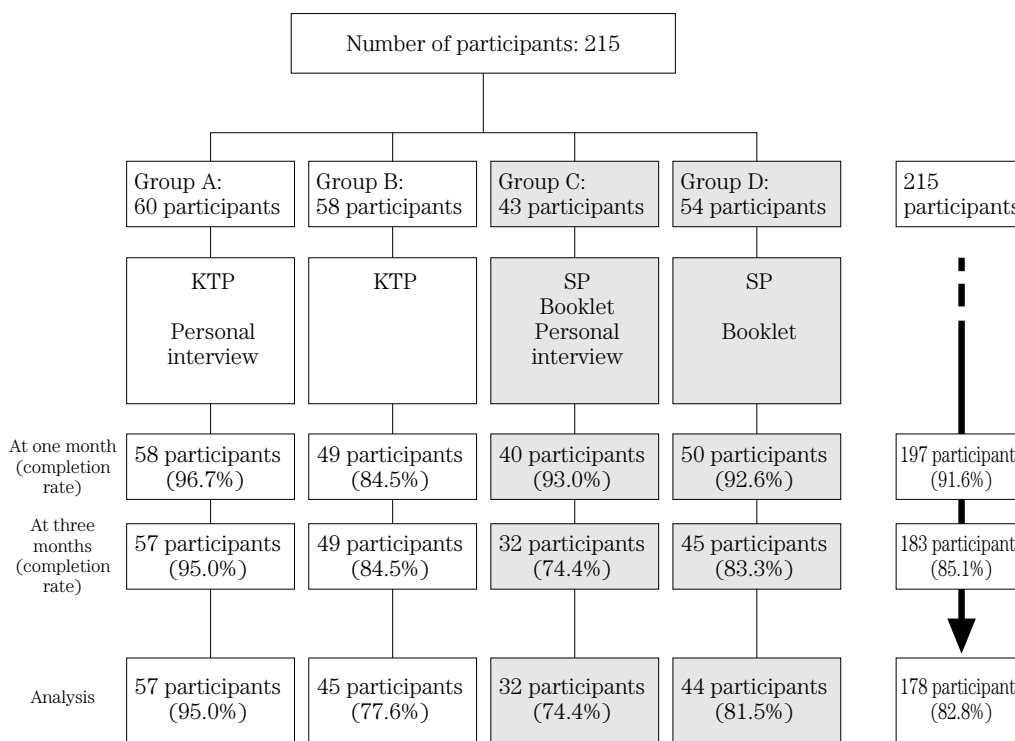 Number of participants: 215
Group A:
60 participants
Group B:
58 participants
Group C:
43 participants
Group D:
54 participants
215
participants
KTP
Personal
interview
KTP
SP
Booklet
Personal
interview
SP
Booklet
At one month
(completion
rate)
58 participants
(96.7%)
49 participants
(84.5%)
40 participants
(93.0%)
50 participants
(92.6%)
197 participant
(91.6%)
At three
months
(completion
rate)
57 participants
(95.0%)
49 participants
(84.5%)
32 participants
(74.4%)
45 participants
(83.3%)
183 participant
(85.1%)
Analysis
57 participants
(95.0%)
45 participants
(77.6%)
32 participants
(74.4%)
44 participants
(81.5%)
178 participant
(82.8%)